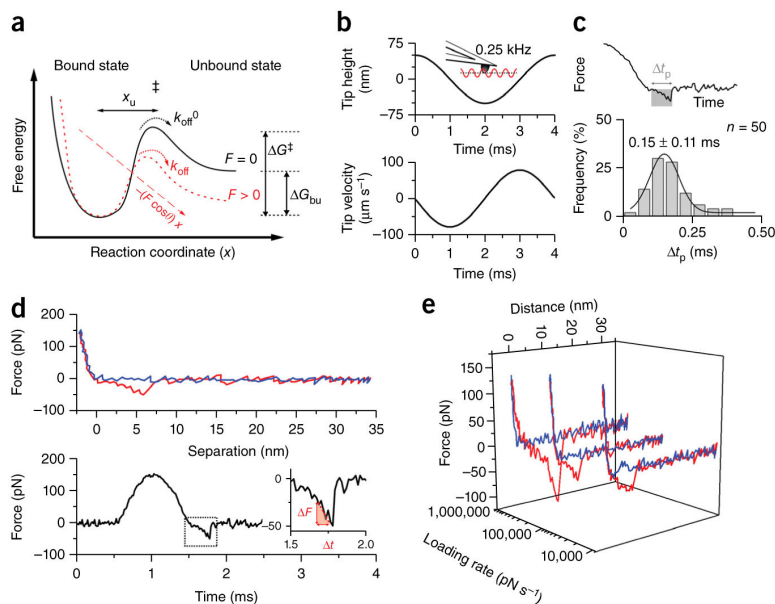 a
Bound state
Unbound state
‡
x_u
k_off^0
k_off
F = 0
F > 0
ΔG^‡
ΔG_bu
–(F cosθ) x
Free energy
Reaction coordinate (x)
b
75
0
–75
Tip height
(nm)
0.25 kHz
0 1 2 3 4
Time (ms)
100
0
–100
Tip velocity
(μm s⁻¹)
0 1 2 3 4
Time (ms)
c
Force
Δt_p
Time
n = 50
50
25
0
Frequency (%)
0.15 ± 0.11 ms
0 0.25 0.50
Δt_p (ms)
d
200
100
0
–100
Force (pN)
0 5 10 15 20 25 30 35
Separation (nm)
200
100
0
–100
Force (pN)
0
–50
ΔF
Δt
1.5 2.0
0 1 2 3 4
Time (ms)
e
Distance (nm)
0 10 20 30
150
100
50
0
–50
–100
Force (pN)
1,000,000
100,000
10,000
Loading rate (pN s⁻¹)